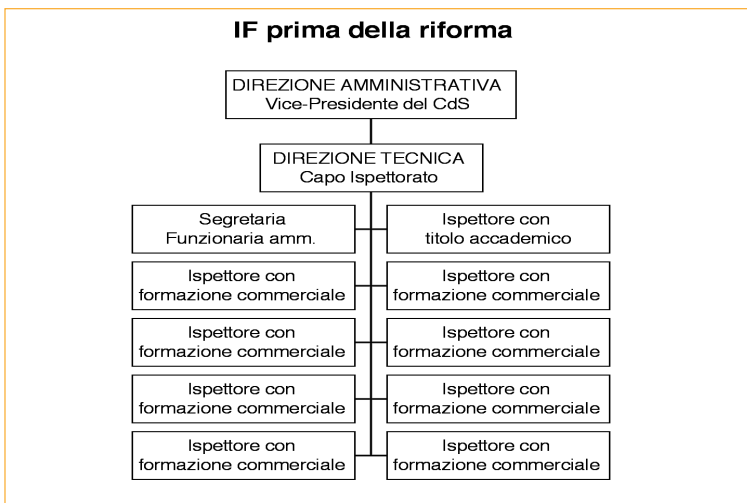 IF prima della riforma
DIREZIONE AMMINISTRATIVA
Vice-Presidente del CdS
DIREZIONE TECNICA
Capo Ispettorato
Segretaria
Funzionaria amm.
Ispettore con
titolo accademico
Ispettore con
formazione commerciale
Ispettore con
formazione commerciale
Ispettore con
formazione commerciale
Ispettore con
formazione commerciale
Ispettore con
formazione commerciale
Ispettore con
formazione commerciale
Ispettore con
formazione commerciale
Ispettore con
formazione commerciale